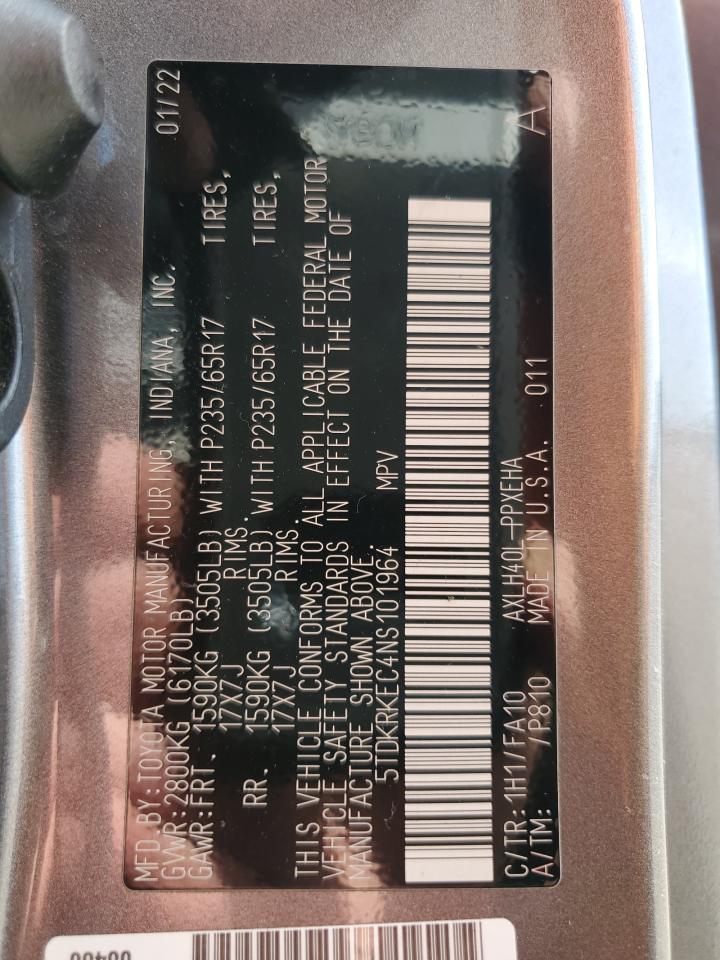 MFD.BY:TOYOTA MOTOR MANUFACTURING, INDIANA, INC. 01/22
GVWR:2800KG(6170LB)
GAWR:FRT. 1590KG (3505LB) WITH P235/65R17 TIRES,
17X7J RIMS.
RR. 1590KG (3505LB) WITH P235/65R17 TIRES,
17X7J RIMS
THIS VEHICLE CONFORMS TO ALL APPLICABLE FEDERAL MOTOR
VEHICLE SAFETY STANDARDS IN EFFECT ON THE DATE OF
MANUFACTURE SHOWN ABOVE.
5TDKRKEC4NS101964 MPV
C/TR: 1H1/FA10 AXLH40L-PPXEHA
A/TM: /P810 MADE IN U.S.A. 011 A